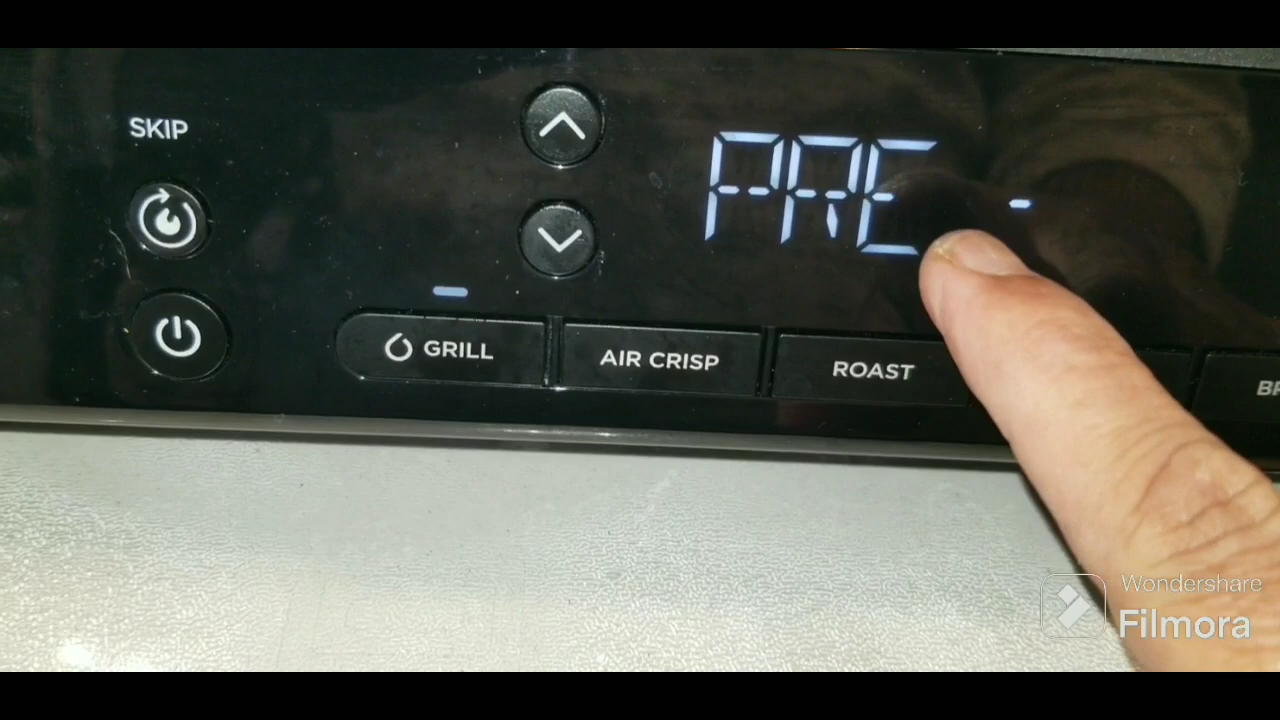 SKIP
PRE -
GRILL
AIR CRISP
ROAST
Wondershare
Filmora